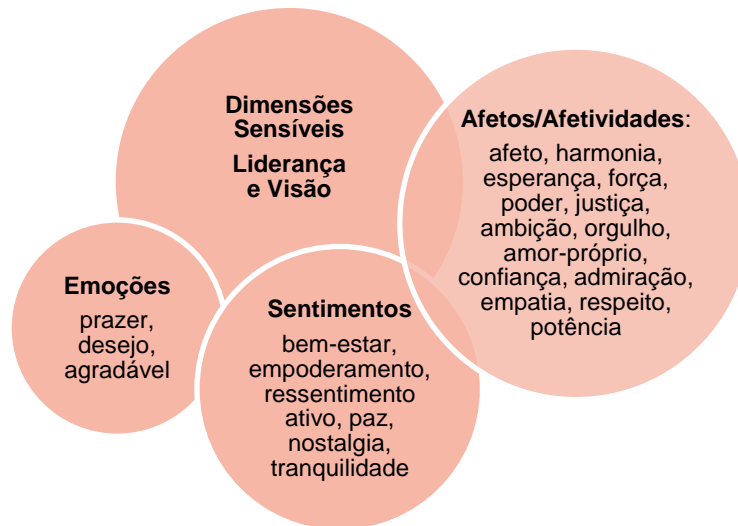 Dimensões
Sensíveis
Liderança
e Visão
Afetos/Afetividades:
afeto, harmonia,
esperança, força,
poder, justiça,
ambição, orgulho,
amor-próprio,
confiança, admiração,
empatia, respeito,
potência
Emoções
prazer,
desejo,
agradável
Sentimentos
bem-estar,
empoderamento,
ressentimento
ativo, paz,
nostalgia,
tranquilidade